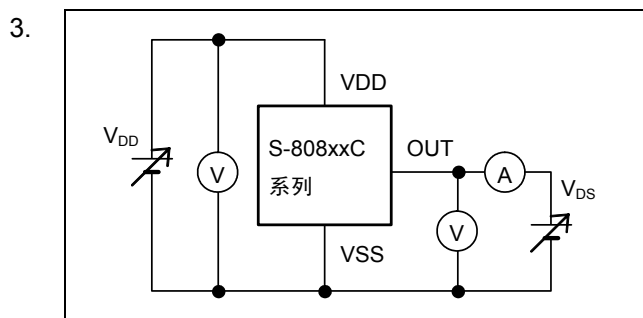 3.
VDD
V_DD
S-808xxC
系列
OUT
V
A
V_DS
V
VSS